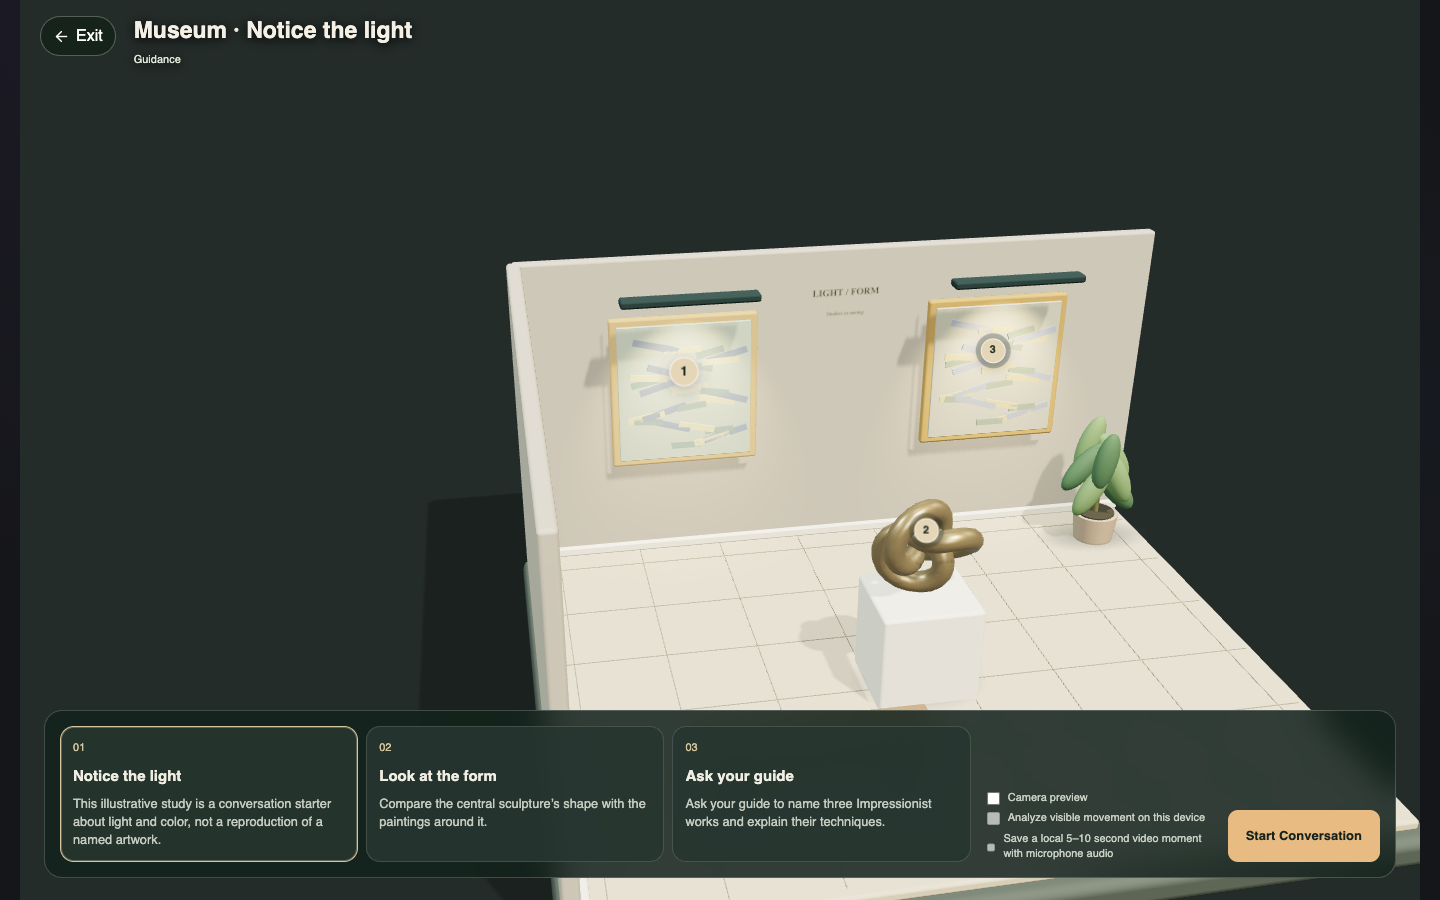 ← Exit
Museum · Notice the light
Guidance
LIGHT / FORM
1
3
2
01
Notice the light
This illustrative study is a conversation starter
about light and color, not a reproduction of a
named artwork.
02
Look at the form
Compare the central sculpture's shape with the
paintings around it.
03
Ask your guide
Ask your guide to name three Impressionist
works and explain their techniques.
Camera preview
Analyze visible movement on this device
Save a local 5–10 second video moment
with microphone audio
Start Conversation